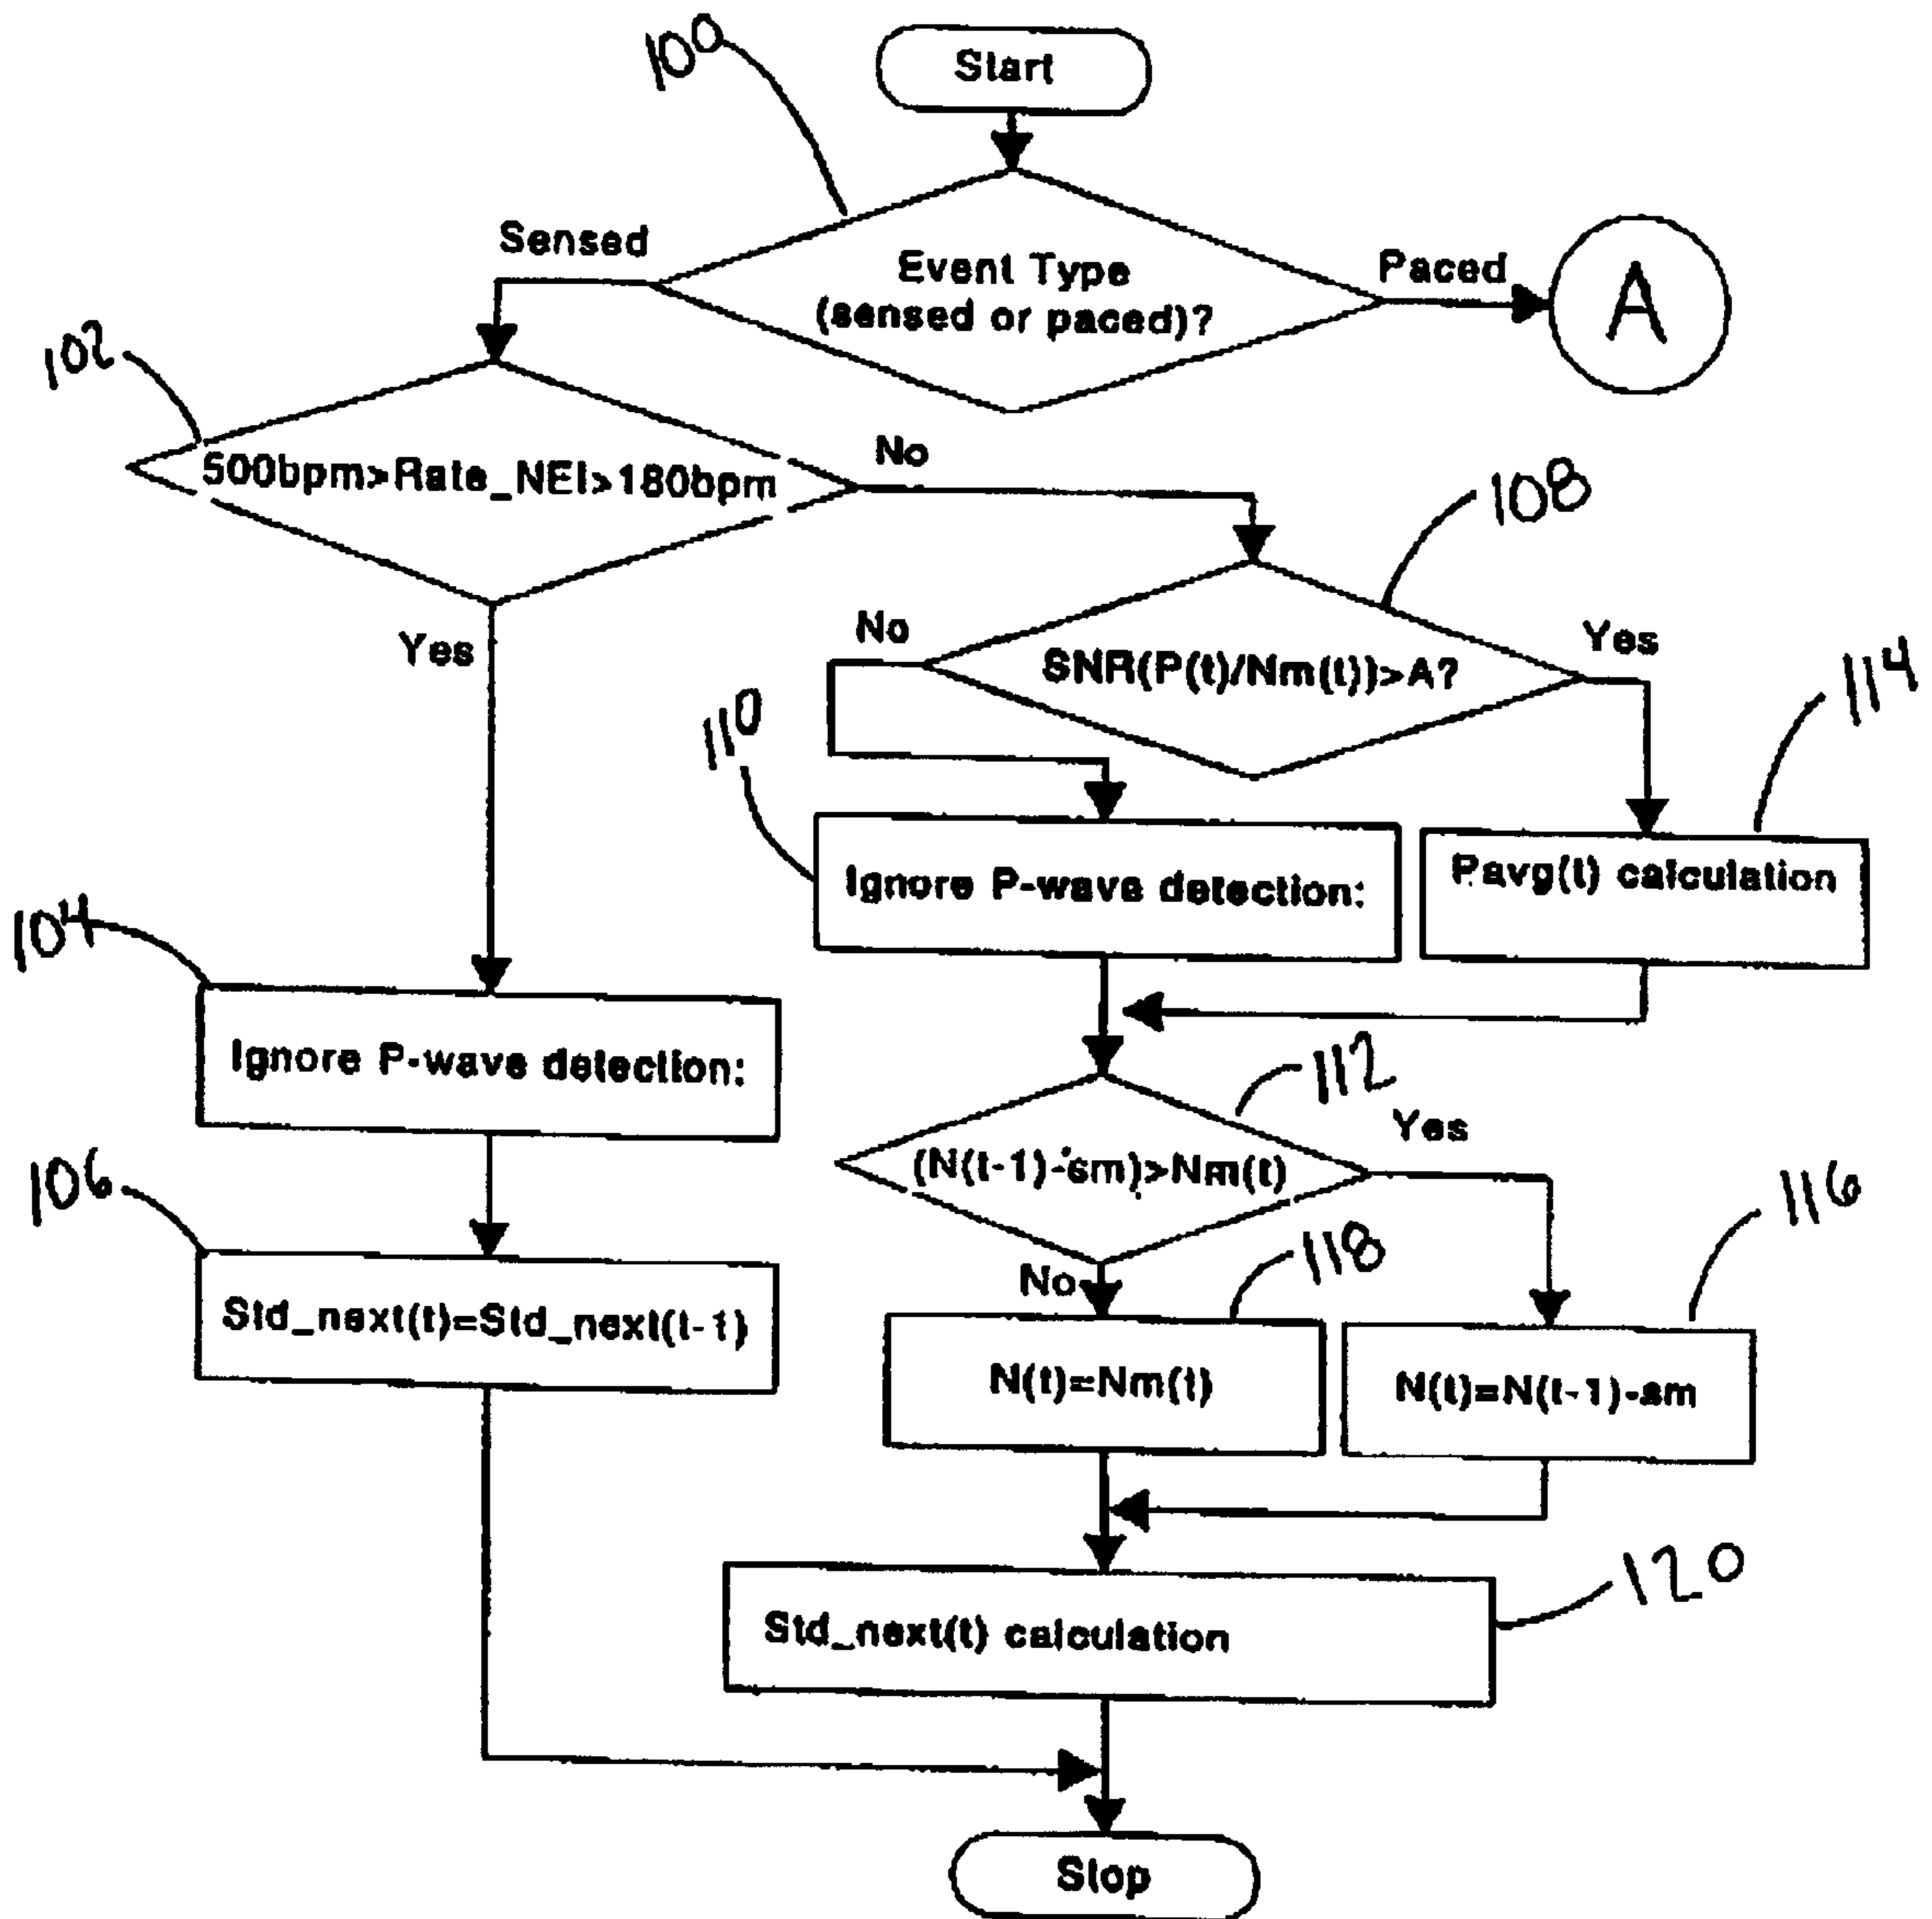 100
Start
Sensed
Event Type
(sensed or paced)?
Paced
A
102
500bpm>Rate_NEI>180bpm
No
108
Yes
No
SNR(P(t)/Nm(t))>A?
Yes
114
110
Ignore P-wave detection:
Pavg(t) calculation
104
Ignore P-wave detection:
112
(N(t-1)-sm)>Nm(t)
Yes
106
116
118
No
Std_next(t)=Std_next(t-1)
N(t)=Nm(t)
N(t)=N(t-1)-sm
120
Std_next(t) calculation
Stop